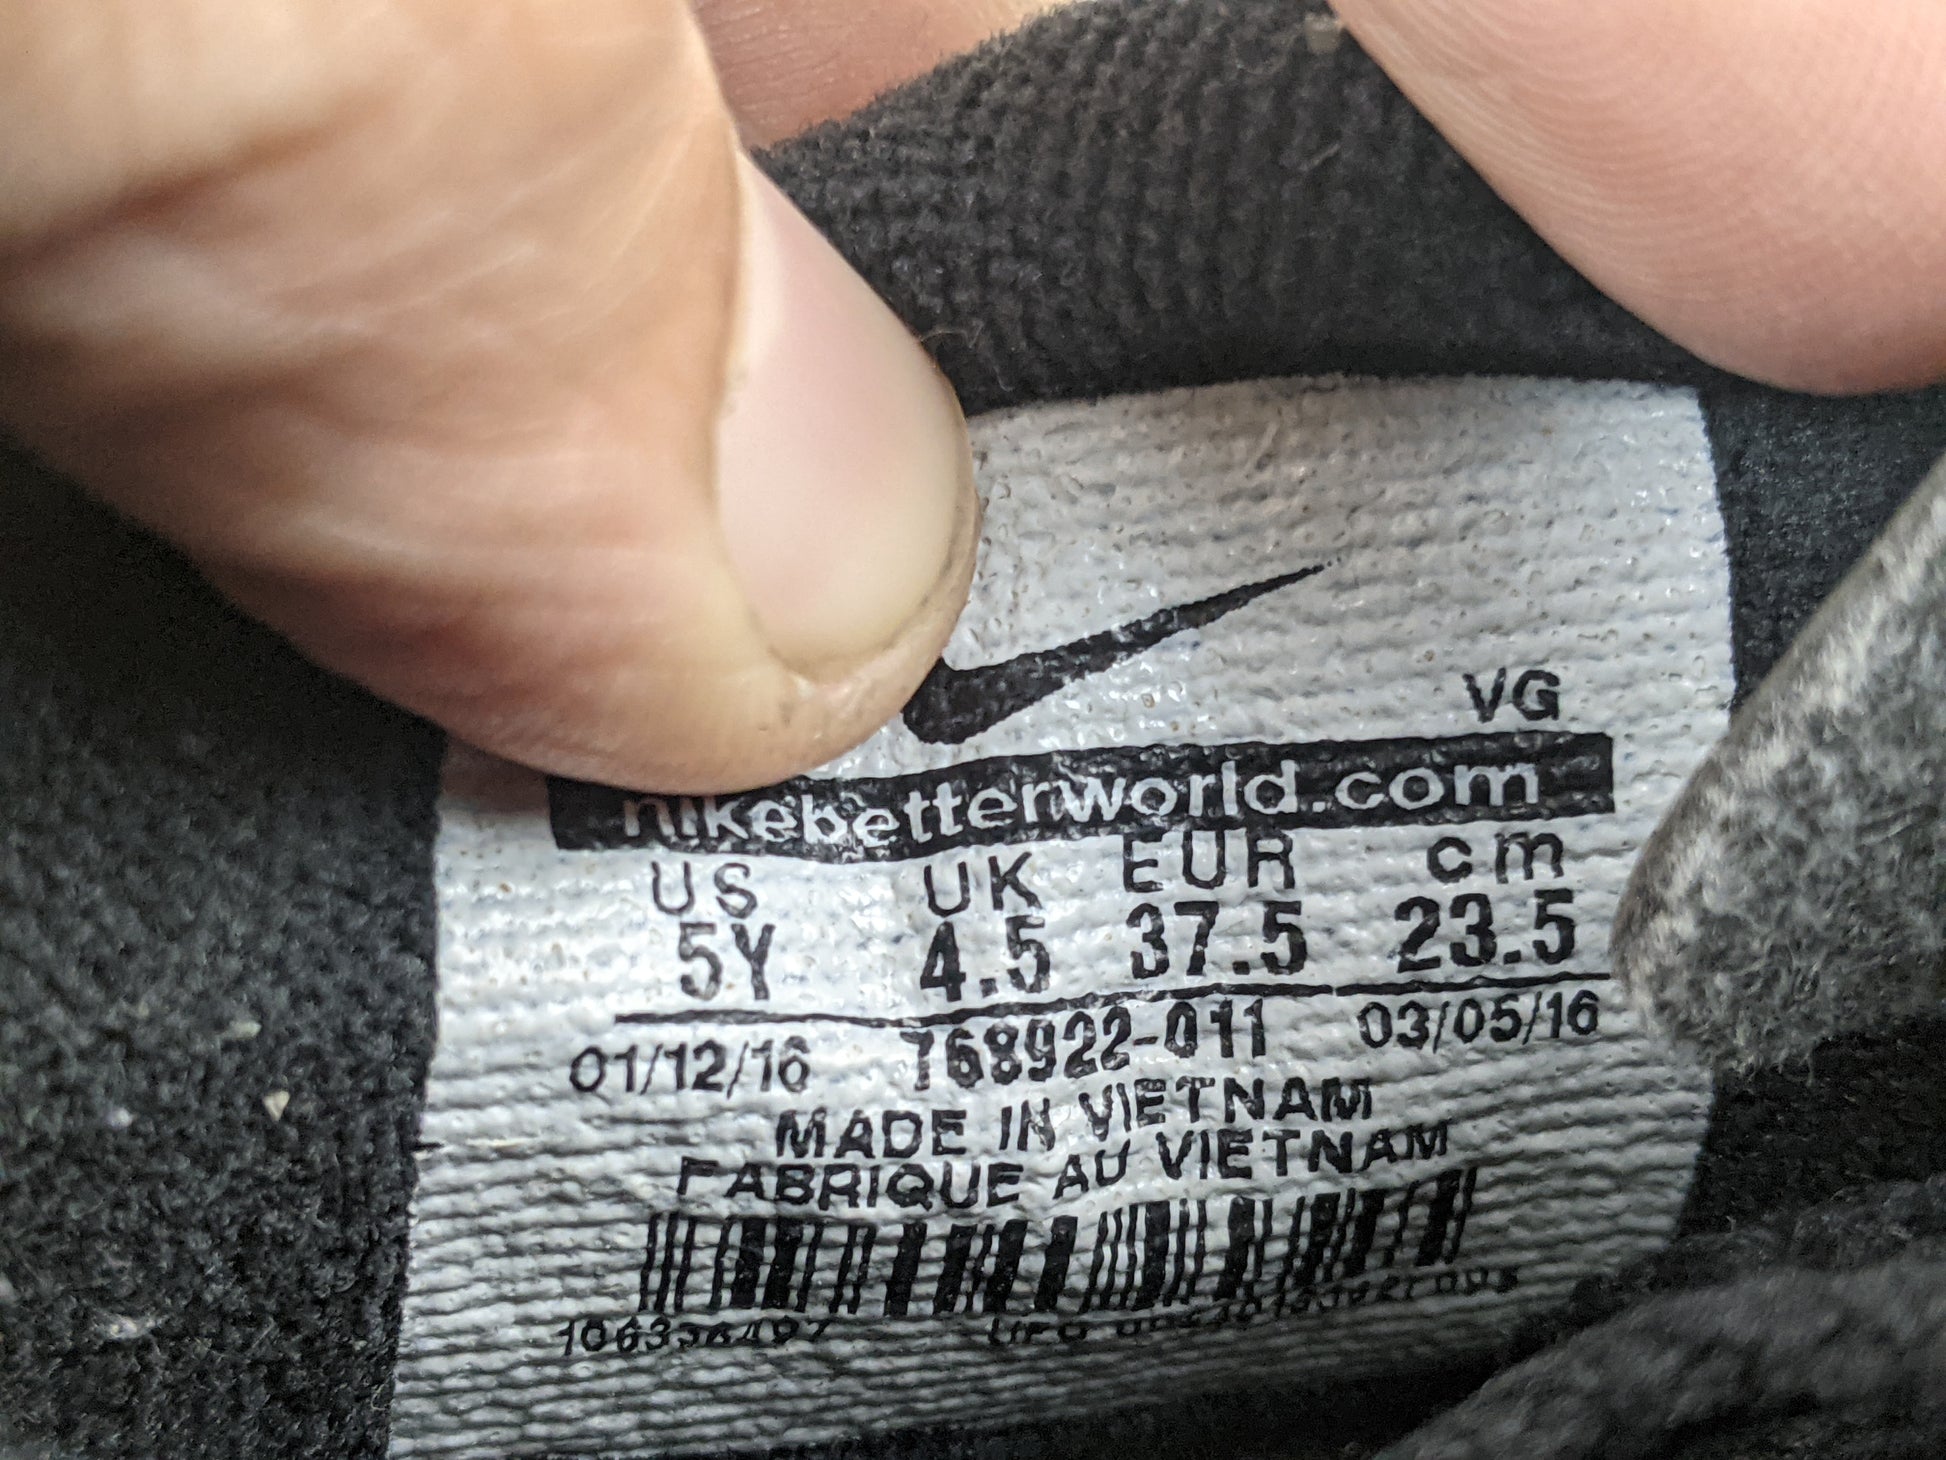 VG
nikebetterworld.com
US UK EUR cm
5Y 4.5 37.5 23.5
01/12/16 768922-011 03/05/16
MADE IN VIETNAM
FABRIQUE AU VIETNAM